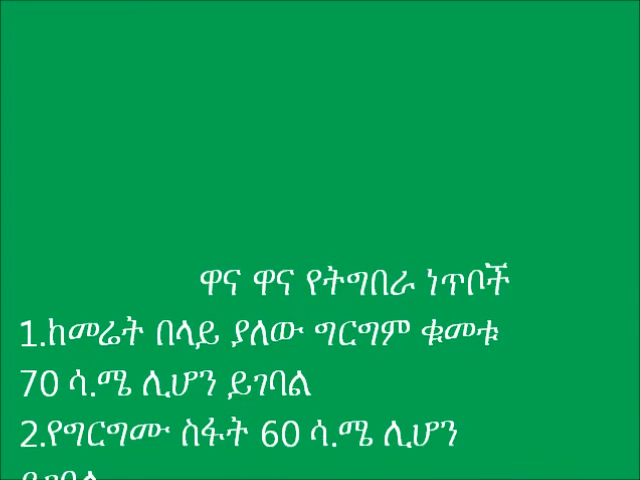 ዋና ዋና የትግበራ ነጥቦች
1.ከመሬት በላይ ያለው ግርግም ቁመቱ
70 ሳ.ሜ ሊሆን ይገባል
2.የግርግሙ ስፋት 60 ሳ.ሜ ሊሆን